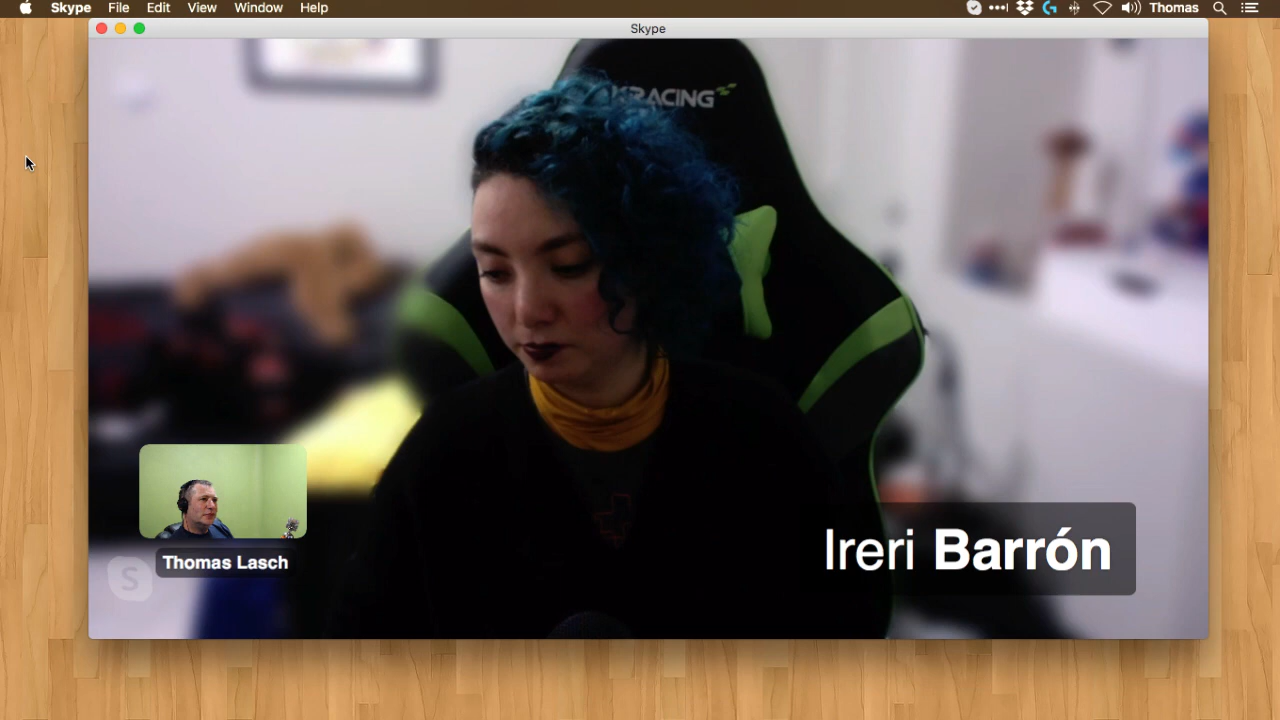 Skype File Edit View Window Help Thomas
Skype
RACING
Thomas Lasch
S
Ireri Barrón